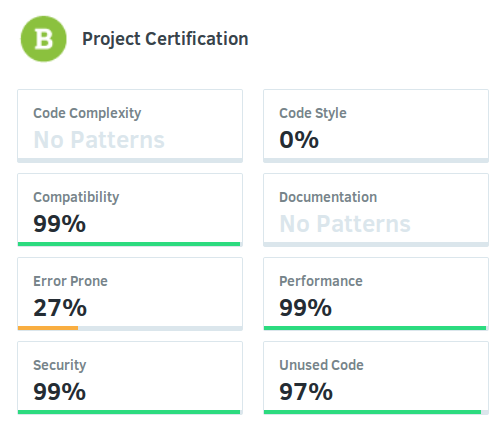 B Project Certification
Code Complexity
No Patterns
Code Style
0%
Compatibility
99%
Documentation
No Patterns
Error Prone
27%
Performance
99%
Security
99%
Unused Code
97%